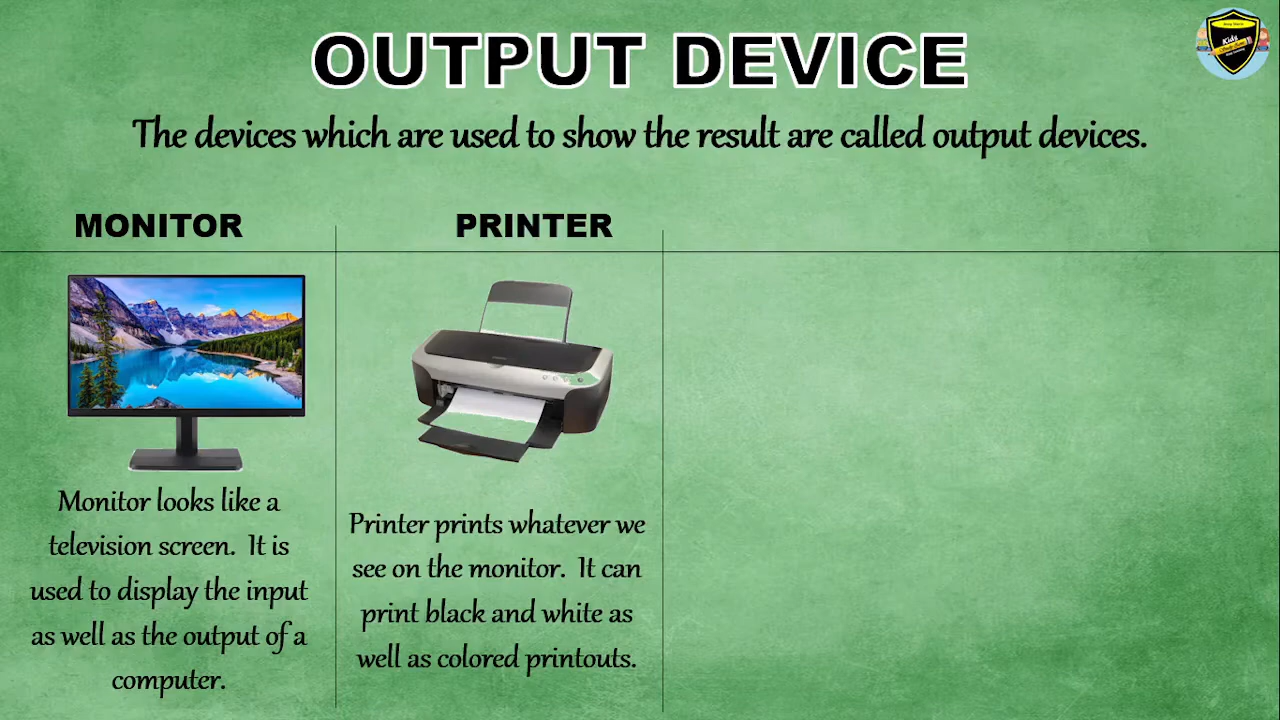 OUTPUT DEVICE
The devices which are used to show the result are called output devices.
MONITOR
Monitor looks like a
television screen. It is
used to display the input
as well as the output of a
computer.
PRINTER
Printer prints whatever we
see on the monitor. It can
print black and white as
well as colored printouts.
Kidy